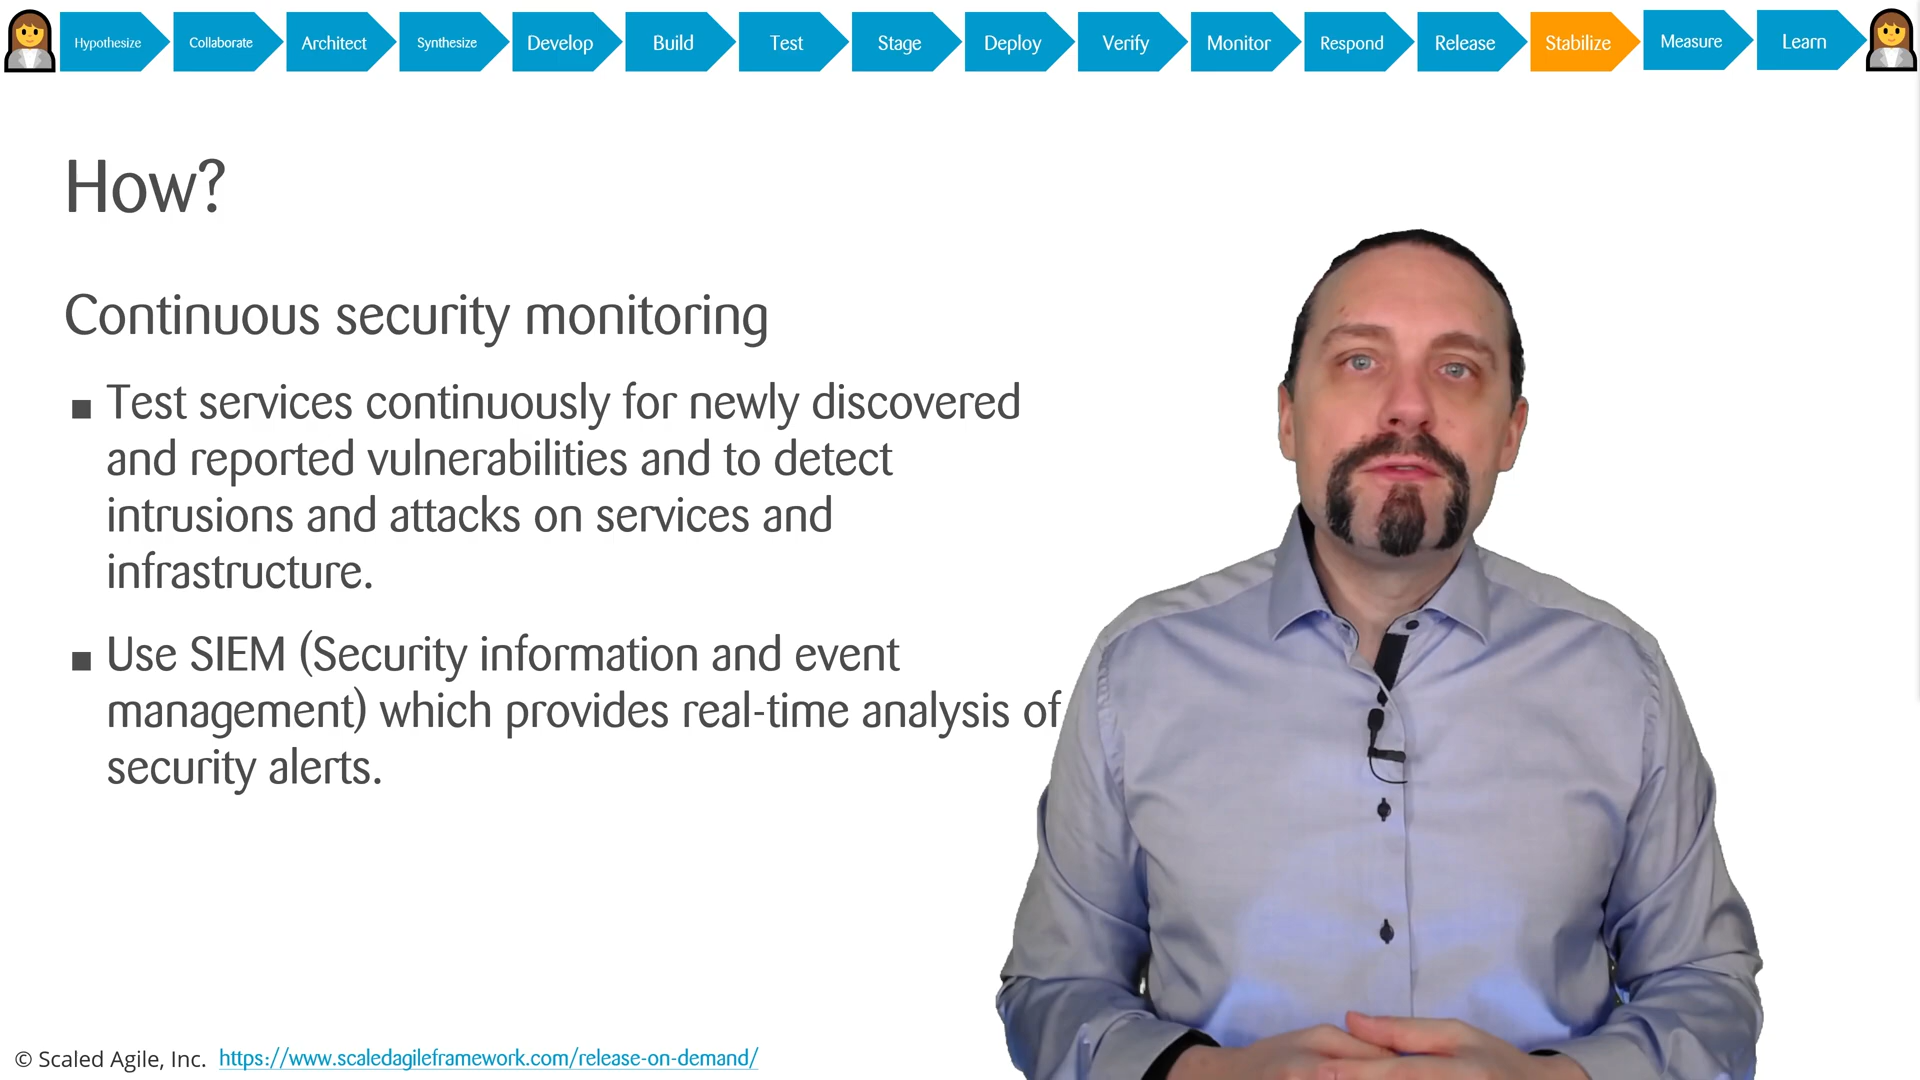 Hypothesize Collaborate Architect Synthesize Develop Build Test Stage Deploy Verify Monitor Respond Release Stabilize Measure Learn
How?
Continuous security monitoring
▪ Test services continuously for newly discovered
and reported vulnerabilities and to detect
intrusions and attacks on services and
infrastructure.
▪ Use SIEM (Security information and event
management) which provides real-time analysis of
security alerts.
© Scaled Agile, Inc. https://www.scaledagileframework.com/release-on-demand/